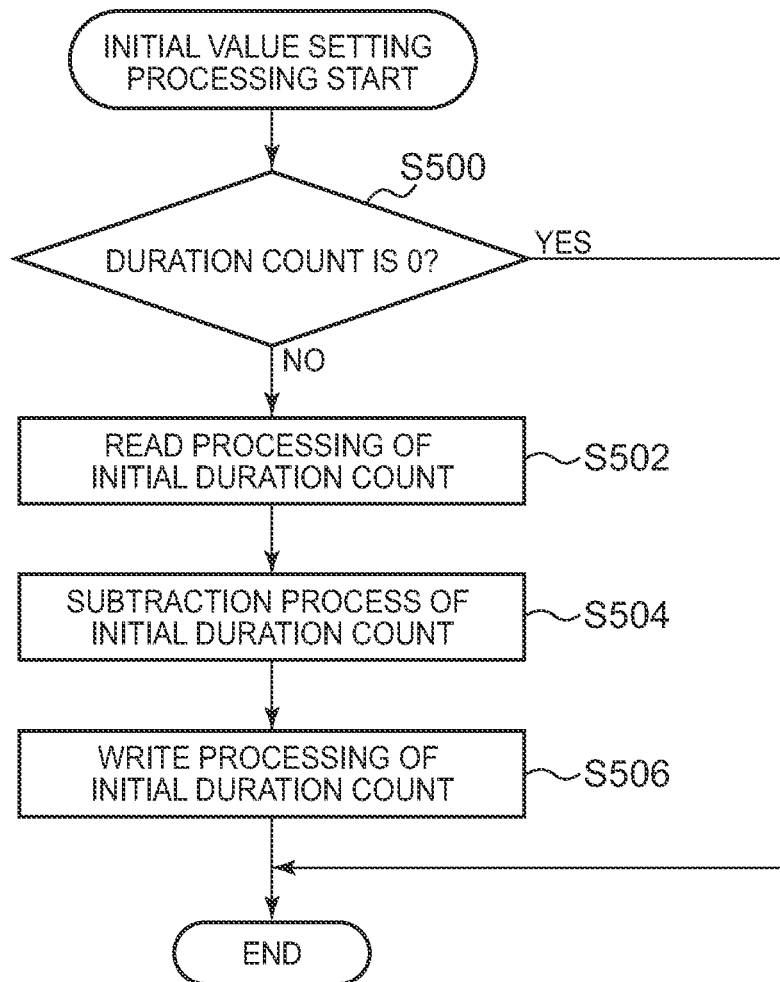 INITIAL VALUE SETTING
PROCESSING START
S500
DURATION COUNT IS 0?
YES
NO
READ PROCESSING OF
INITIAL DURATION COUNT
S502
SUBTRACTION PROCESS OF
INITIAL DURATION COUNT
S504
WRITE PROCESSING OF
INITIAL DURATION COUNT
S506
END